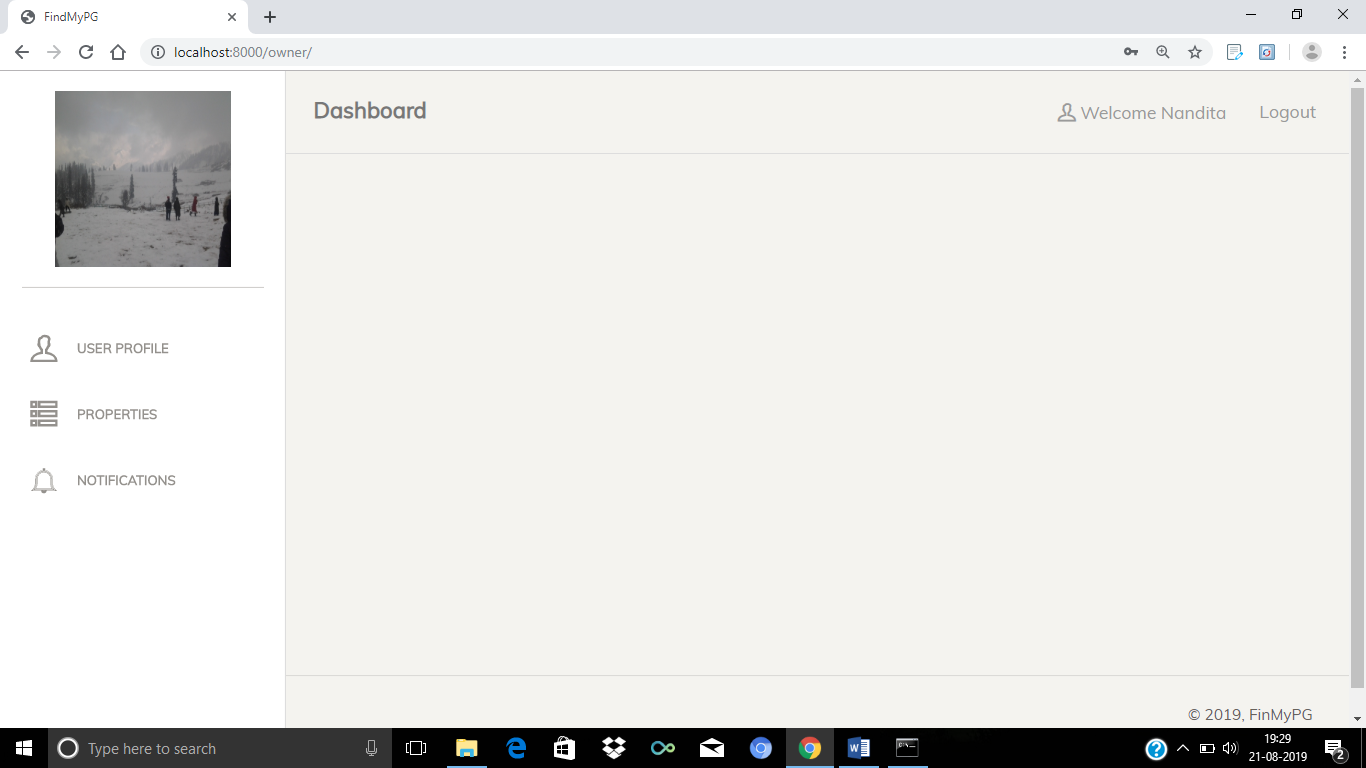 FindMyPG
localhost:8000/owner/
Dashboard
Welcome Nandita
Logout
USER PROFILE
PROPERTIES
NOTIFICATIONS
© 2019, FinMyPG
Type here to search
19:29
21-08-2019
2